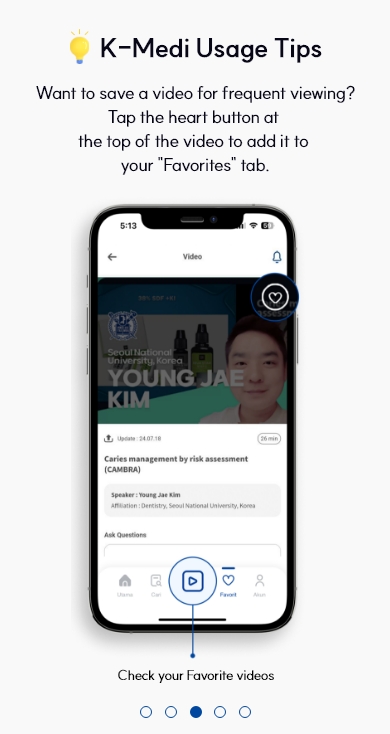 K-Medi Usage Tips
Want to save a video for frequent viewing?
Tap the heart button at
the top of the video to add it to
your "Favorites" tab.
5:13
Video
Seoul National
University, Korea
YOUNG JAE
KIM
Update : 24.07.18
26 min
Caries management by risk assessment
(CAMBRA)
Speaker : Young Jae Kim
Affiliation : Dentistry, Seoul National University, Korea
Ask Questions
Utama
Cari
Favorit
Akun
Check your Favorite videos